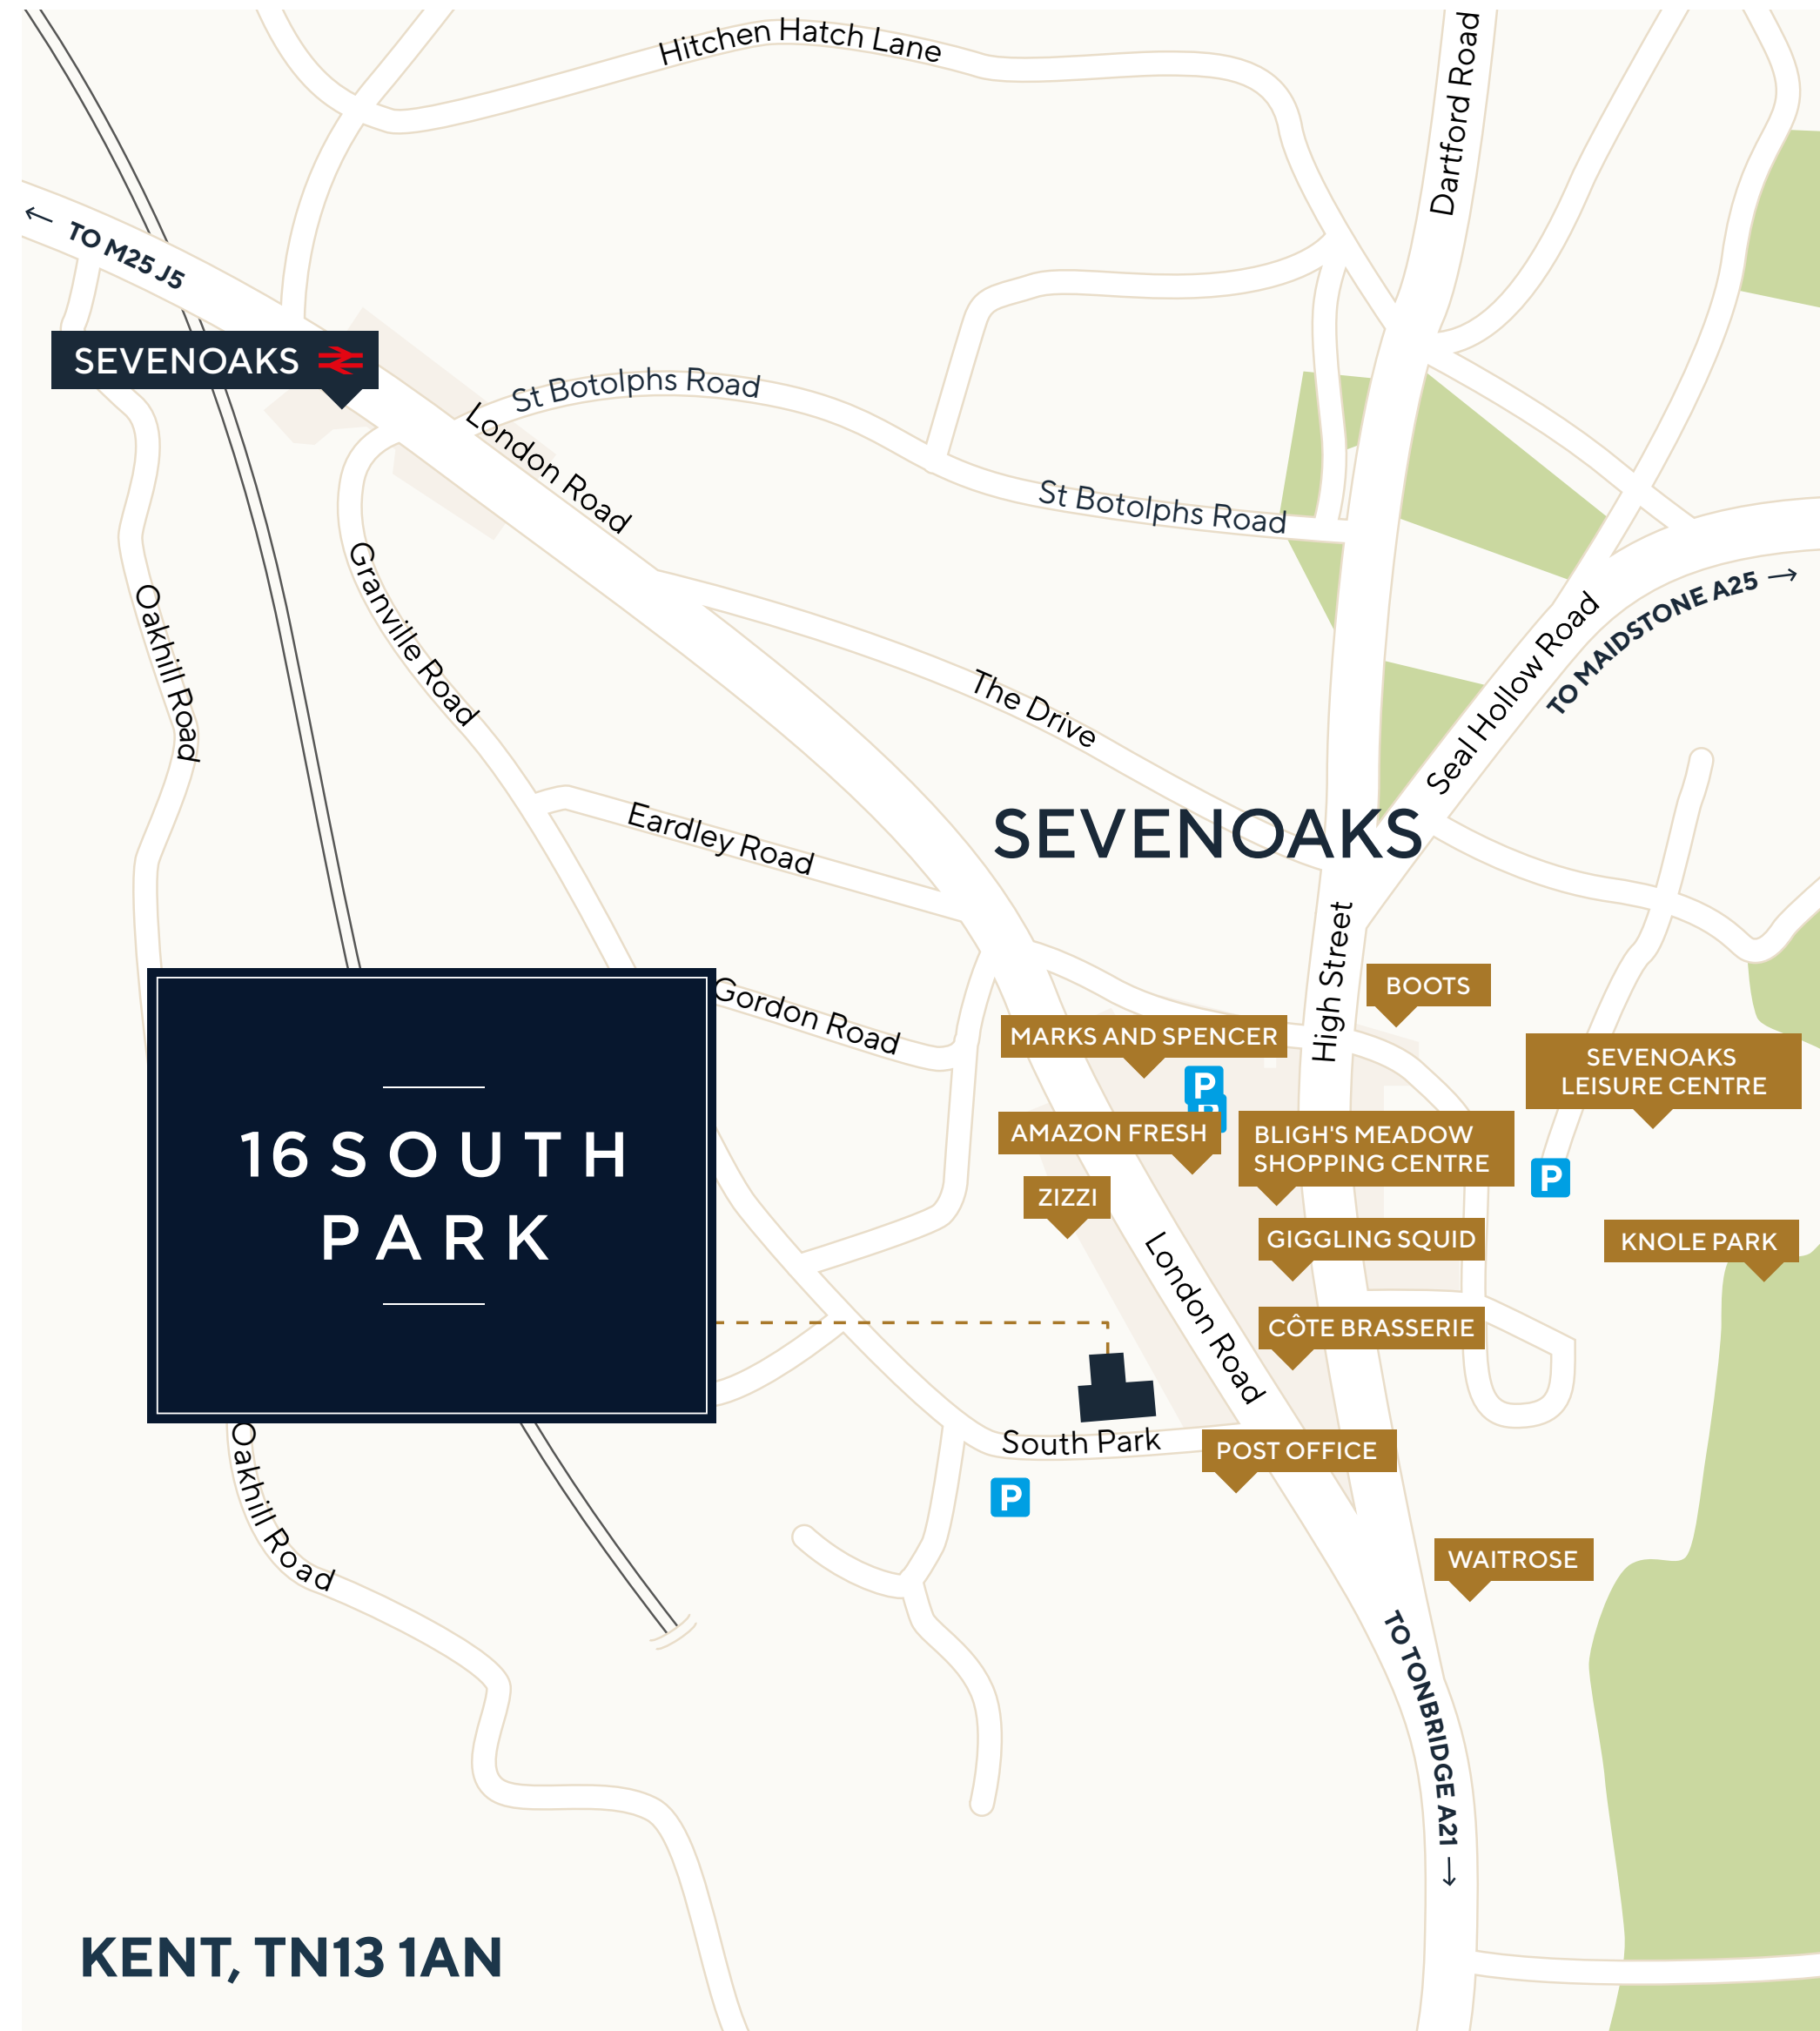 Hitchen Hatch Lane
Dartford Road
← TO M25 J5
SEVENOAKS
St Botolphs Road
London Road
St Botolphs Road
Granville Road
Oakhill Road
TO MAIDSTONE A25 →
Seal Hollow Road
The Drive
Eardley Road
SEVENOAKS
High Street
BOOTS
Gordon Road
MARKS AND SPENCER
SEVENOAKS
LEISURE CENTRE
P
P
AMAZON FRESH
BLIGH'S MEADOW
SHOPPING CENTRE
P
16 SOUTH
PARK
ZIZZI
GIGGLING SQUID
KNOLE PARK
London Road
CÔTE BRASSERIE
South Park
POST OFFICE
P
Oakhill Road
WAITROSE
TO TONBRIDGE A21 →
KENT, TN13 1AN